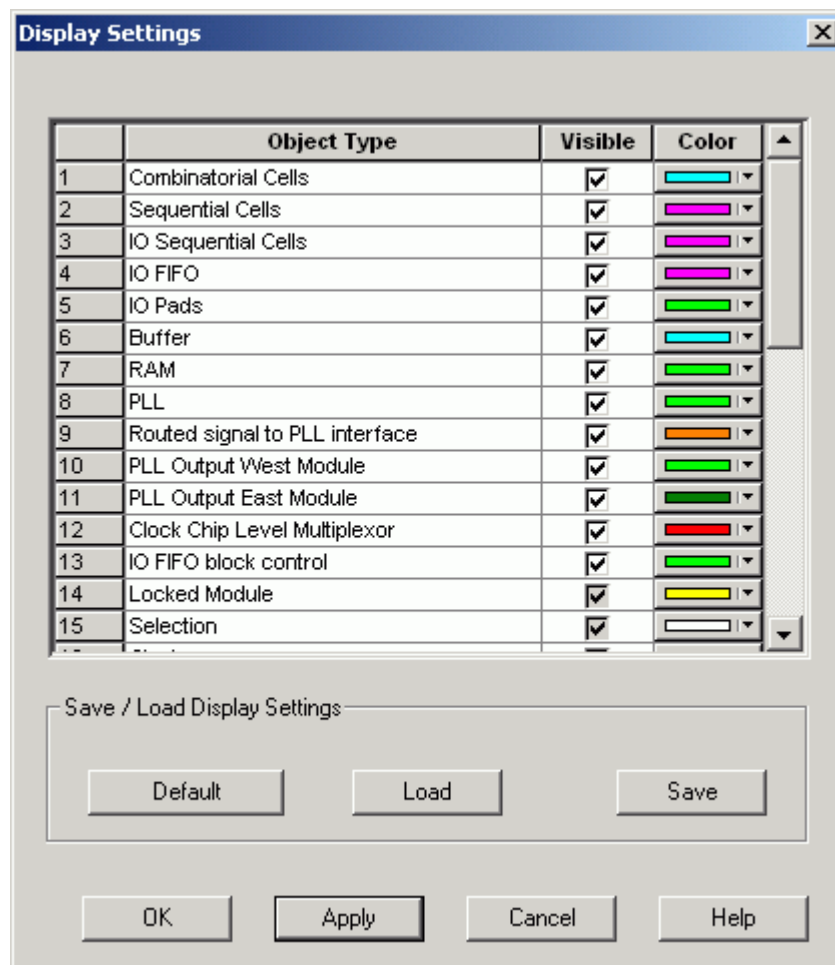 Display Settings
Object Type Visible Color
1 Combinatorial Cells
2 Sequential Cells
3 IO Sequential Cells
4 IO FIFO
5 IO Pads
6 Buffer
7 RAM
8 PLL
9 Routed signal to PLL interface
10 PLL Output West Module
11 PLL Output East Module
12 Clock Chip Level Multiplexor
13 IO FIFO block control
14 Locked Module
15 Selection
Save / Load Display Settings
Default Load Save
OK Apply Cancel Help